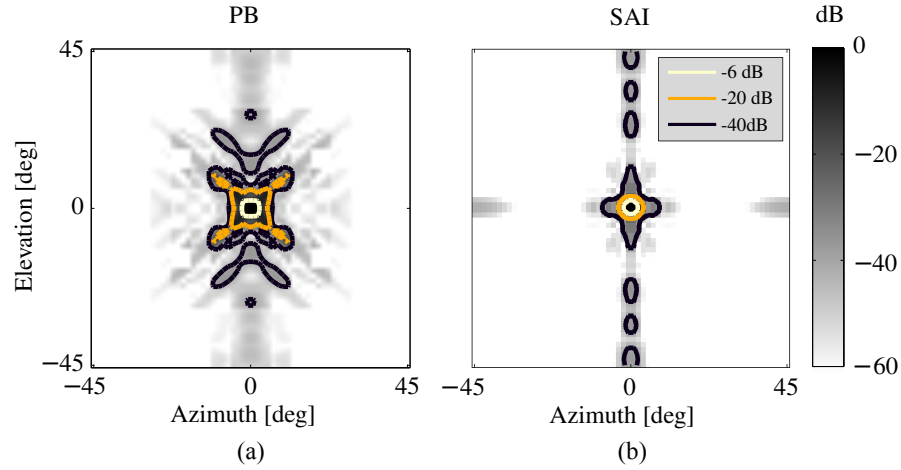 PB
SAI
dB
45
0
−45
Elevation [deg]
−45
0
45
Azimuth [deg]
(a)
-6 dB
-20 dB
-40dB
−45
0
45
Azimuth [deg]
(b)
0
−20
−40
−60